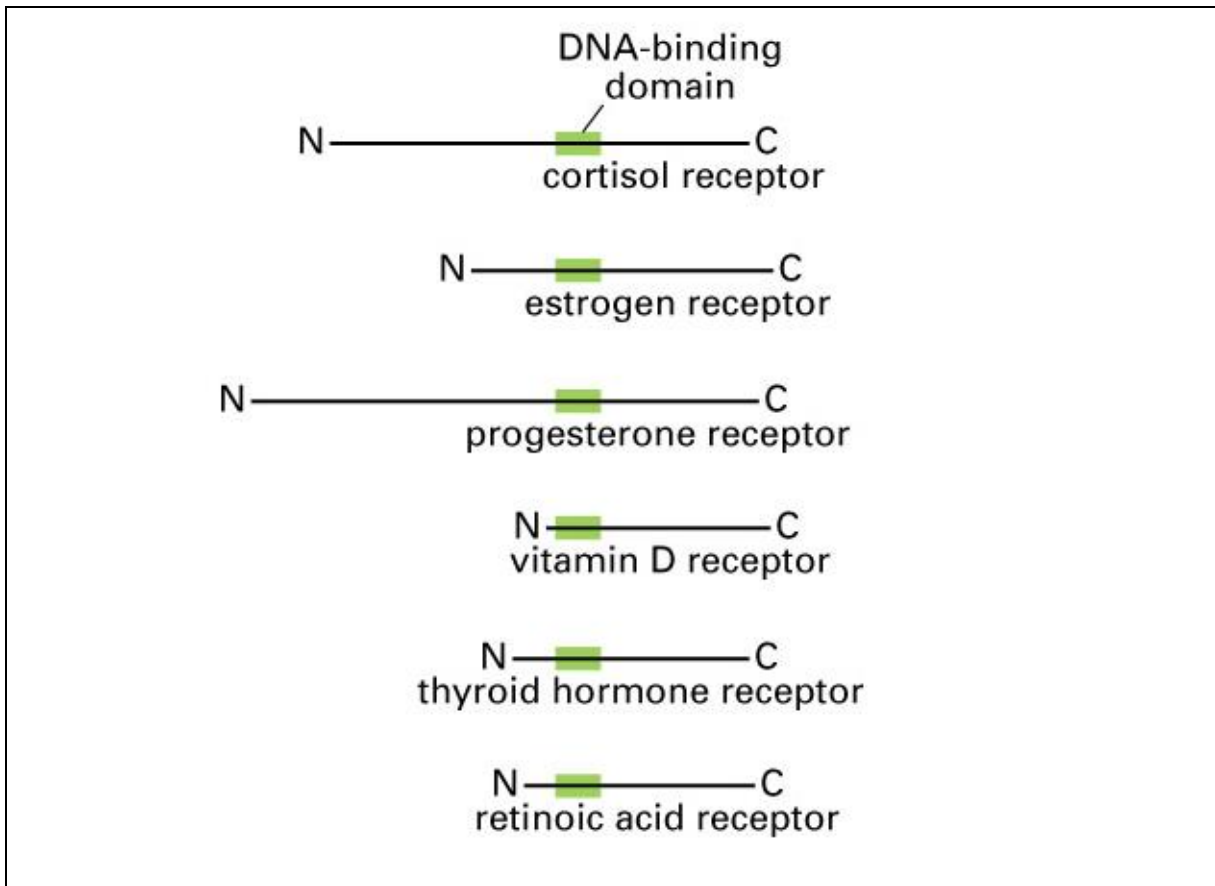 DNA-binding
domain
N C
cortisol receptor
N C
estrogen receptor
N C
progesterone receptor
N C
vitamin D receptor
N C
thyroid hormone receptor
N C
retinoic acid receptor